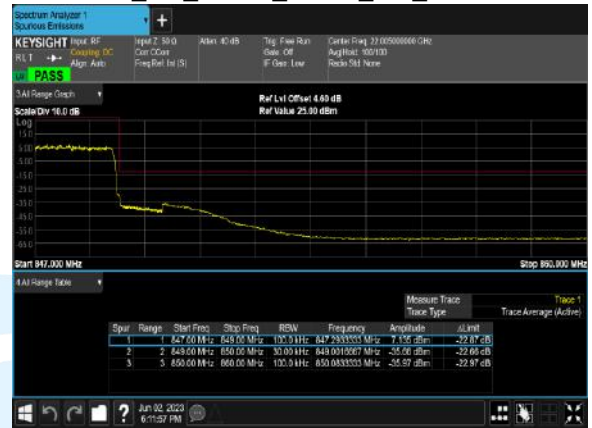 Spectrum Analyzer 1
Spurious Emissions
+
KEYSIGHT Input: RF Input Z: 50 Ω Atten: 40 dB Trig: Free Run Center Freq: 22.005000000 GHz
RLT Coupling: DC Corr CCorr Gate: Off Avg|Hold: 100/100
Align: Auto Freq Ref: Int (S) IF Gain: Low Radio Std: None
PASS
3 All Range Graph
Ref Lvl Offset 4.60 dB
Scale/Div 10.0 dB Ref Value 25.00 dBm
Log
15.0
5.00
-5.00
-15.0
-25.0
-35.0
-45.0
-55.0
-65.0
Start 847.000 MHz Stop 860.000 MHz
4 All Range Table
Measure Trace Trace 1
Trace Type Trace Average (Active)
Spur Range Start Freq Stop Freq RBW Frequency Amplitude ΔLimit
1 1 847.00 MHz 849.00 MHz 100.0 kHz 847.2933333 MHz 7.135 dBm -22.87 dB
2 2 849.00 MHz 850.00 MHz 30.00 kHz 849.0016667 MHz -35.66 dBm -22.66 dB
3 3 850.00 MHz 860.00 MHz 100.0 kHz 850.0833333 MHz -35.97 dBm -22.97 dB
? Jun 02, 2023
6:11:57 PM